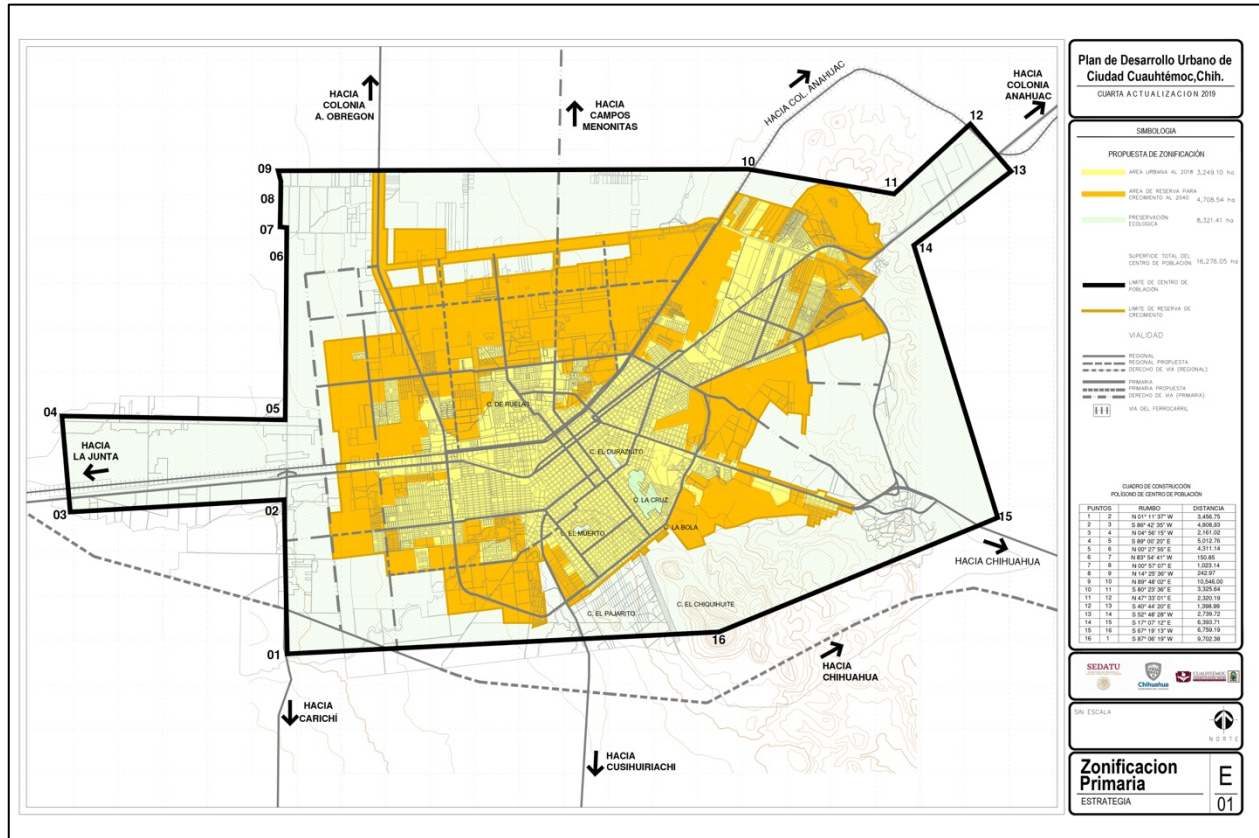 HACIA
COLONIA
A. OBREGON
HACIA
CAMPOS
MENONITAS
HACIA COL. ANAHUAC
HACIA
COLONIA
ANAHUAC
12
13
09
10
11
08
07
06
14
04
05
C. DE RUELAS
HACIA
LA JUNTA
C. EL DURAZNITO
C. LA CRUZ
03
02
C. EL MUERTO
C. LA BOLA
15
HACIA CHIHUAHUA
C. EL PAJARITO
C. EL CHIQUIHUITE
16
01
HACIA
CHIHUAHUA
HACIA
CARICHÍ
HACIA
CUSIHUIRIACHI
Plan de Desarrollo Urbano de
Ciudad Cuauhtémoc,Chih.
CUARTA ACTUALIZACION 2019
SIMBOLOGIA
PROPUESTA DE ZONIFICACIÓN
AREA URBANA AL 2018 3,249.10 ha
AREA DE RESERVA PARA
CRECIMIENTO AL 2040 4,708.54 ha
PRESERVACIÓN
ECOLOGICA 8,321.41 ha
SUPERFICIE TOTAL DEL
CENTRO DE POBLACIÓN 16,276.05 ha
LIMITE DE CENTRO DE
POBLACIÓN
LIMITE DE RESERVA DE
CRECIMIENTO
VIALIDAD
REGIONAL
REGIONAL PROPUESTA
DERECHO DE VIA (REGIONAL)
PRIMARIA
PRIMARIA PROPUESTA
DERECHO DE VIA (PRIMARIA)
VIA DEL FERROCARRIL
CUADRO DE CONSTRUCCIÓN
POLÍGONO DE CENTRO DE POBLACIÓN
PUNTOS RUMBO DISTANCIA
1 2 N 01° 11' 37" W 3,456.75
2 3 S 86° 42' 35" W 4,808.93
3 4 N 04° 56' 15" W 2,161.02
4 5 S 89° 00' 20" E 5,012.76
5 6 N 00° 27' 55" E 4,311.14
6 7 N 83° 54' 41" W 150.85
7 8 N 00° 57' 07" E 1,023.14
8 9 N 14° 25' 36" W 242.97
9 10 N 89° 48' 02" E 10,546.00
10 11 S 80° 23' 36" E 3,325.64
11 12 N 47° 33' 01" E 2,320.19
12 13 S 40° 44' 20" E 1,398.99
13 14 S 52° 48' 28" W 2,739.72
14 15 S 17° 07' 12" E 6,393.71
15 16 S 67° 19' 13" W 6,759.19
16 1 S 87° 06' 19" W 9,702.38
SEDATU
Chihuahua
CUAUHTÉMOC
SIN ESCALA
NORTE
Zonificacion
Primaria
ESTRATEGIA
E
01